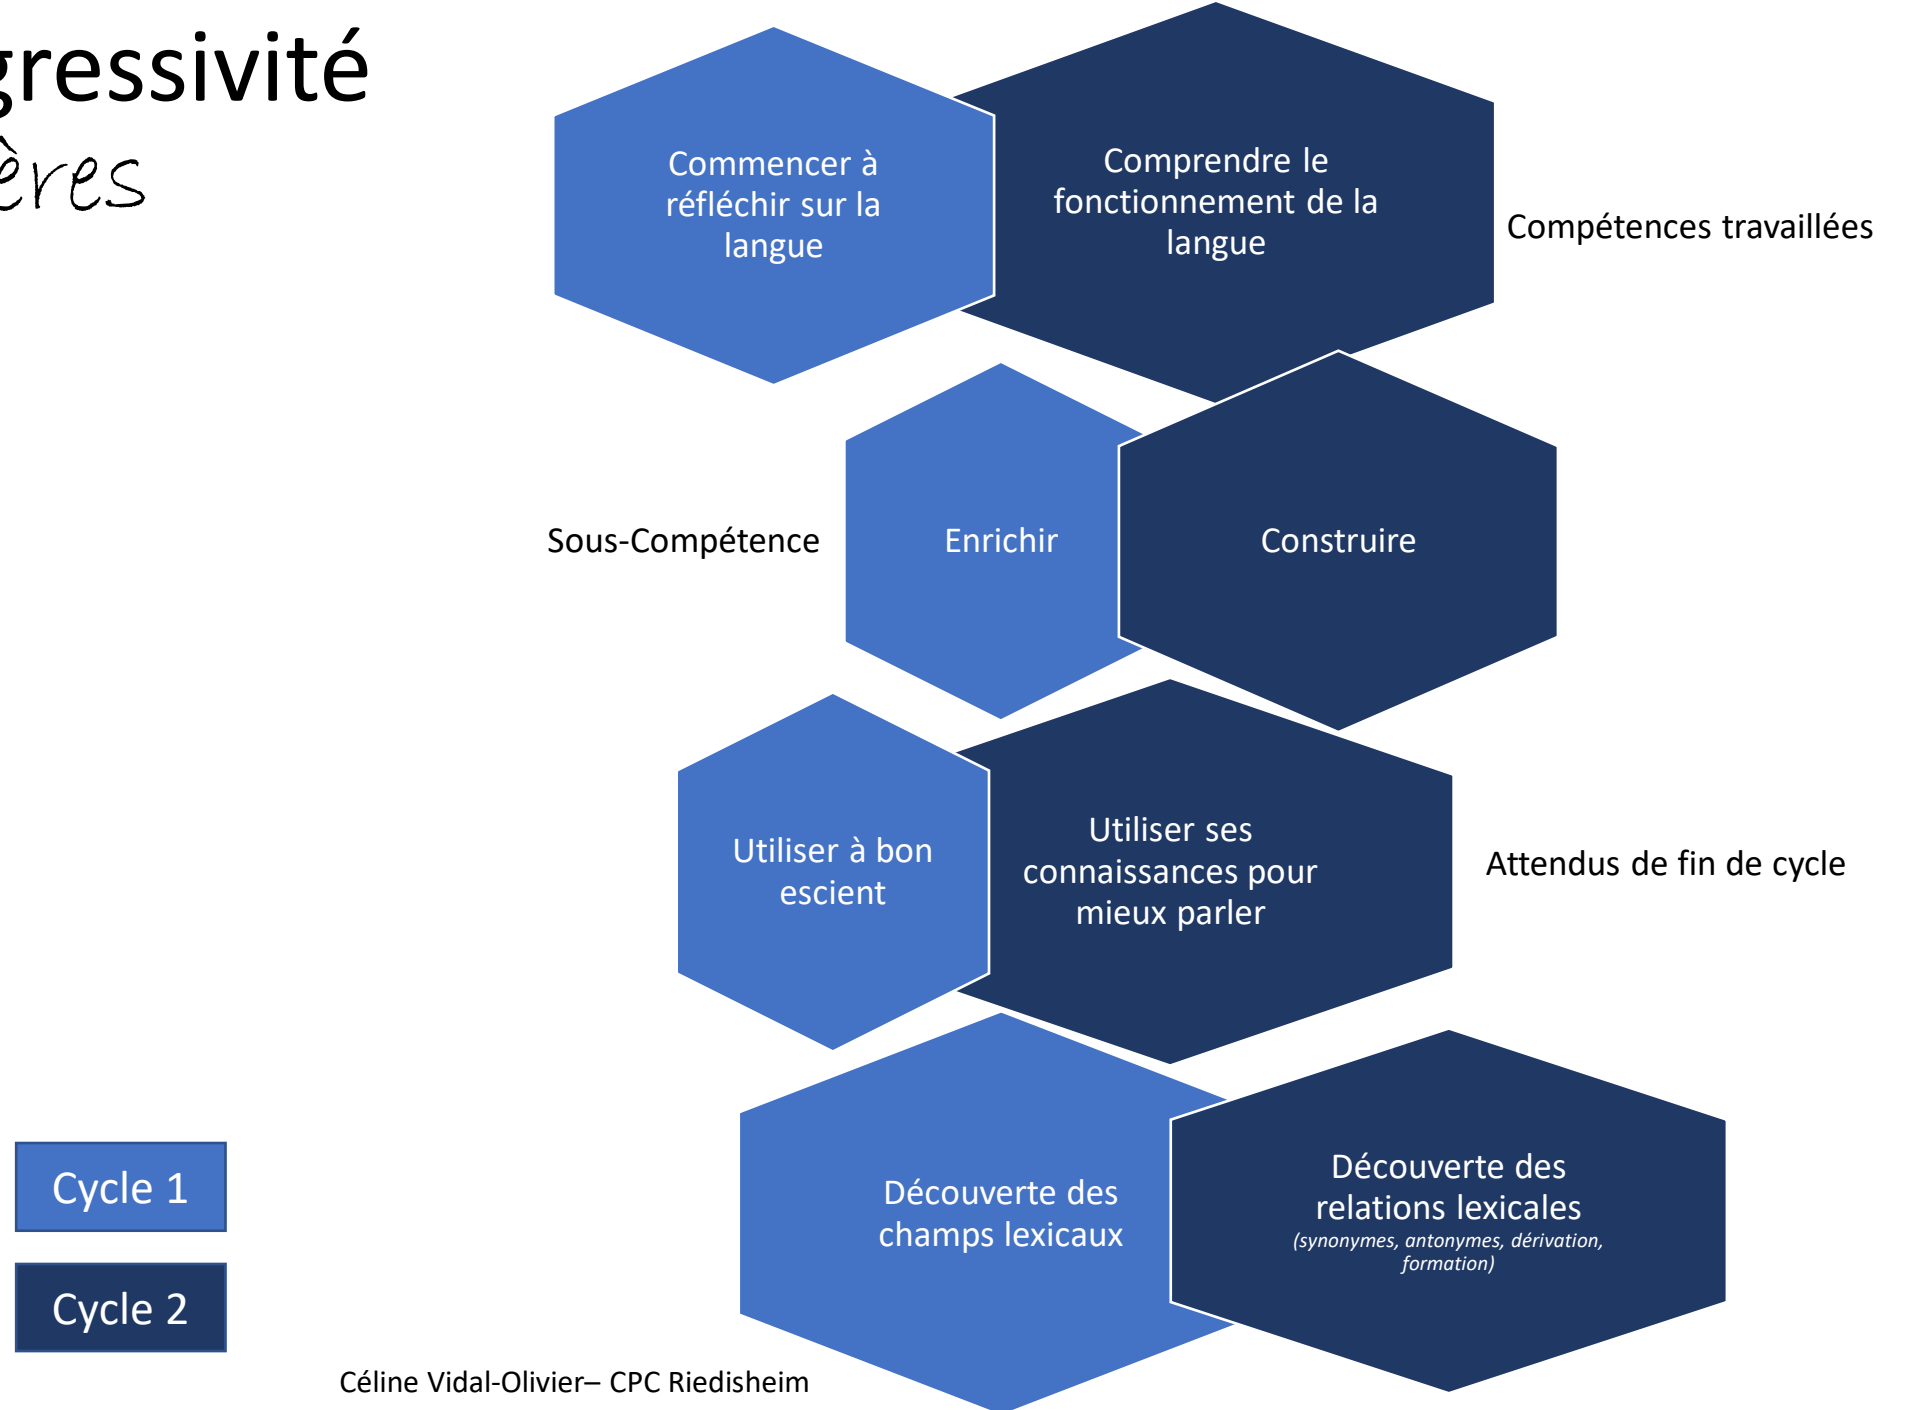 gressivité
ères
Commencer à
réfléchir sur la
langue
Comprendre le
fonctionnement de la
langue
Compétences travaillées
Sous-Compétence
Enrichir
Construire
Utiliser à bon
escient
Utiliser ses
connaissances pour
mieux parler
Attendus de fin de cycle
Découverte des
champs lexicaux
Découverte des
relations lexicales
(synonymes, antonymes, dérivation,
formation)
Cycle 1
Cycle 2
Céline Vidal-Olivier– CPC Riedisheim